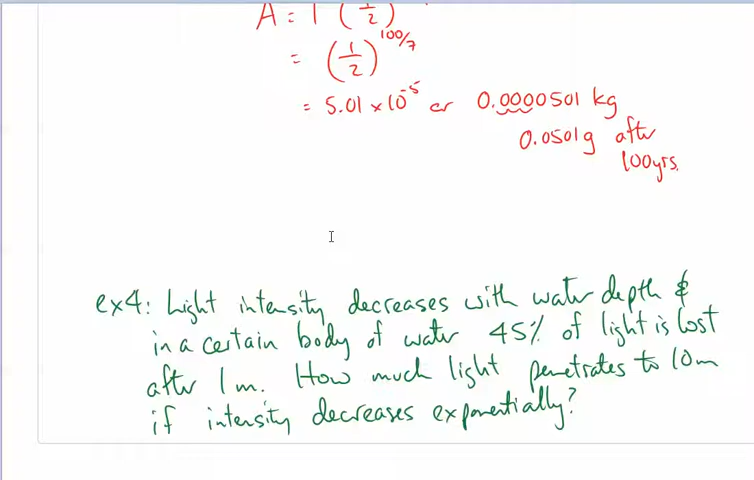 A = 1 (1/2)
= (1/2)^100/7
= 5.01 × 10^-5 or 0.0000501 kg
0.0501g after
100yrs.
ex4: Light intensity decreases with water depth &
in a certain body of water 45% of light is lost
after 1m. How much light penetrates to 10m
if intensity decreases exponentially?